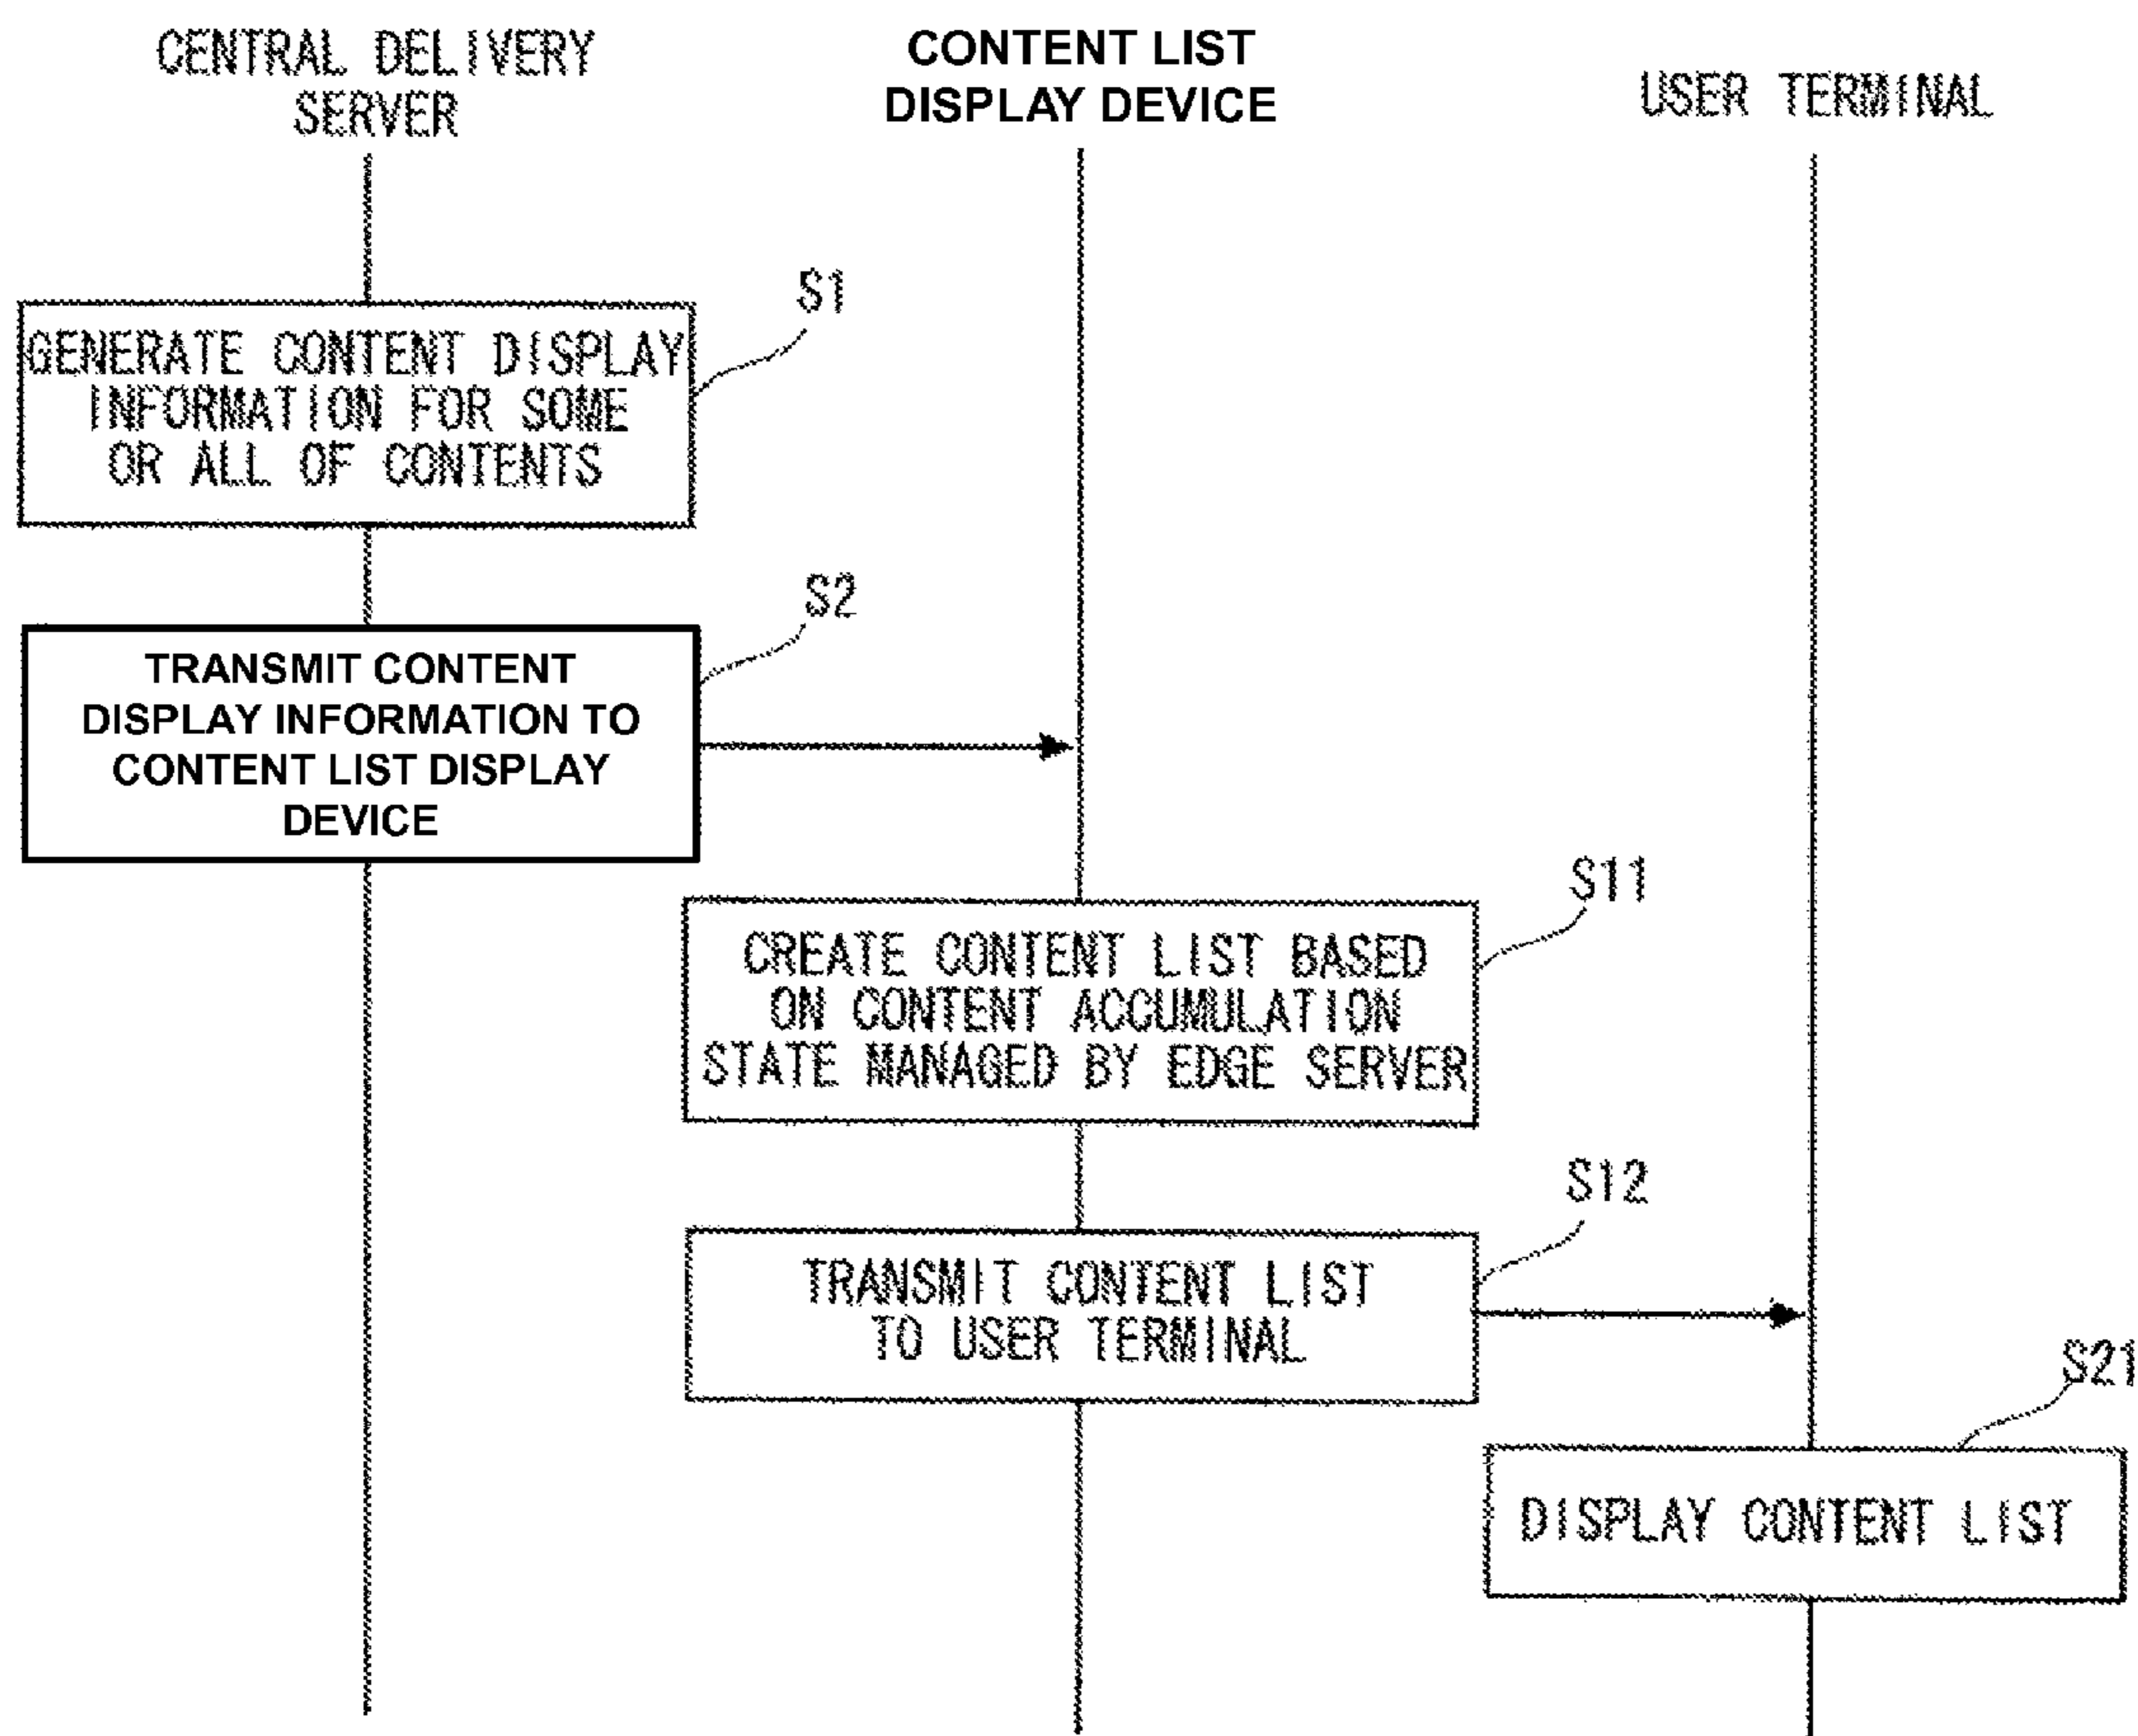 CENTRAL DELIVERY
SERVER
CONTENT LIST
DISPLAY DEVICE
USER TERMINAL
S1
GENERATE CONTENT DISPLAY
INFORMATION FOR SOME
OR ALL OF CONTENTS
S2
TRANSMIT CONTENT
DISPLAY INFORMATION TO
CONTENT LIST DISPLAY
DEVICE
S11
CREATE CONTENT LIST BASED
ON CONTENT ACCUMULATION
STATE MANAGED BY EDGE SERVER
S12
TRANSMIT CONTENT LIST
TO USER TERMINAL
S21
DISPLAY CONTENT LIST